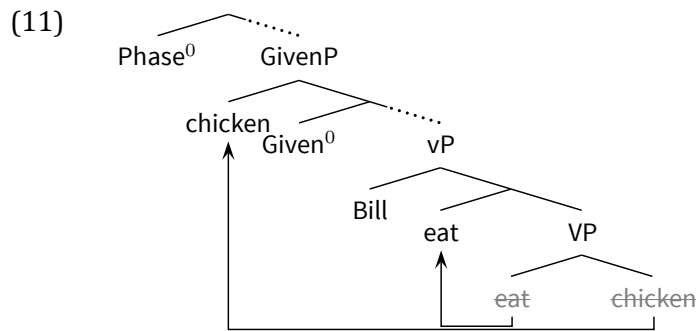 (11)
Phase⁰ GivenP
chicken Given⁰ vP
Bill eat VP
eat chicken